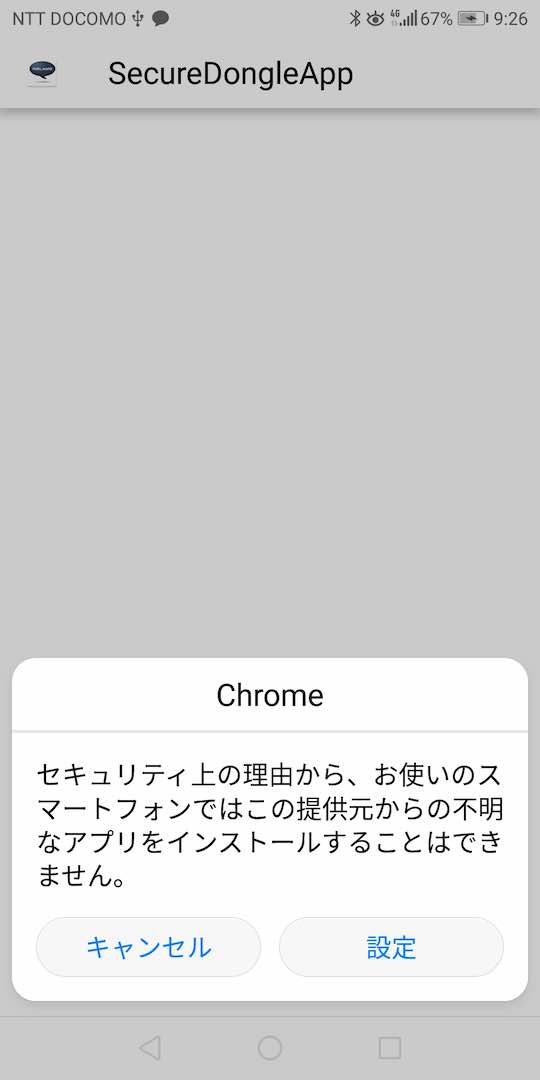 NTT DOCOMO 4G 67% 9:26
SecureDongleApp
Chrome
セキュリティ上の理由から、お使いのス
マートフォンではこの提供元からの不明
なアプリをインストールすることはでき
ません。
キャンセル 設定